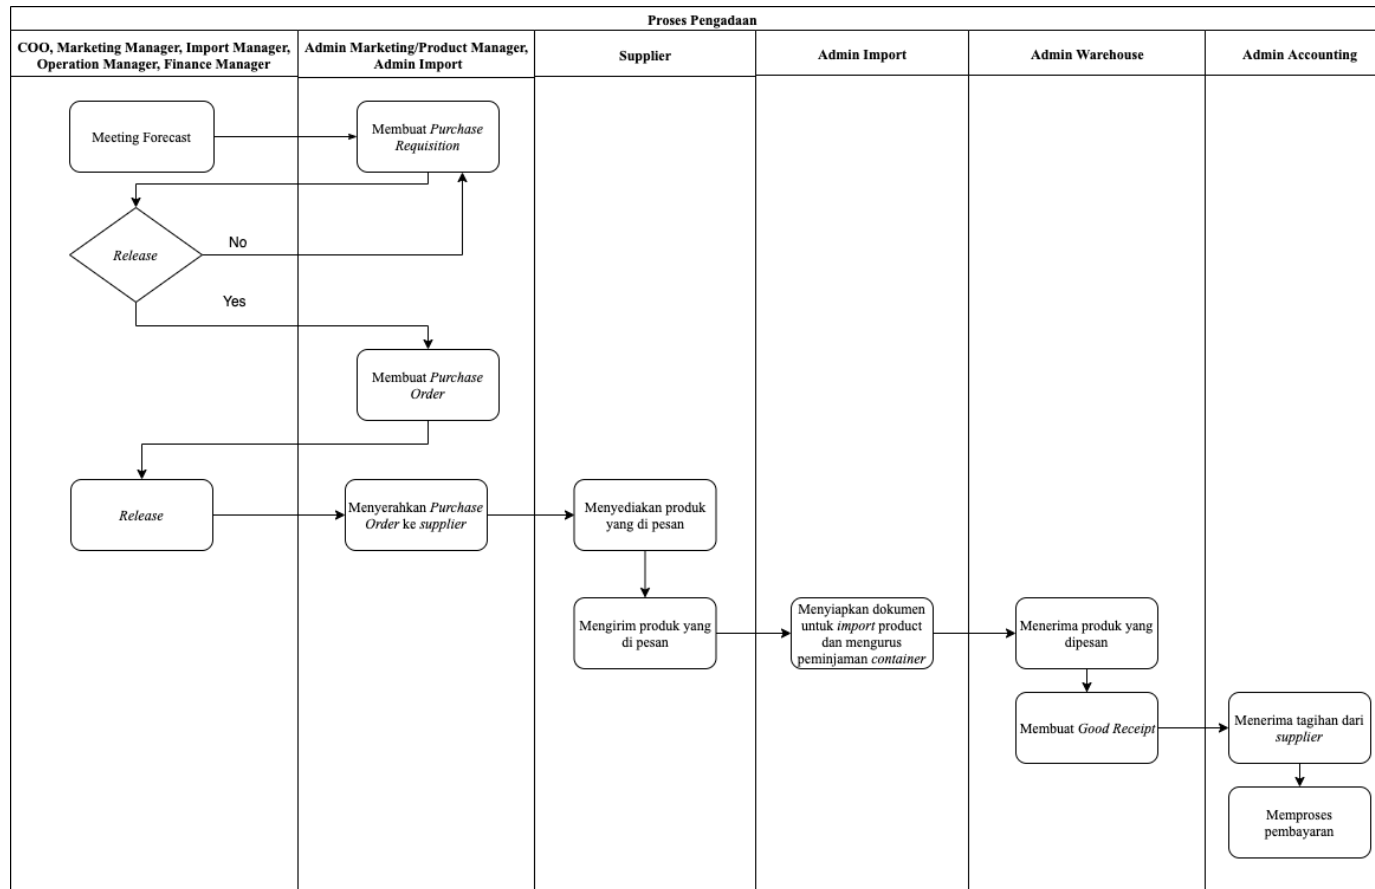 Proses Pengadaan
COO, Marketing Manager, Import Manager,
Operation Manager, Finance Manager
Admin Marketing/Product Manager,
Admin Import
Supplier
Admin Import
Admin Warehouse
Admin Accounting
Meeting Forecast
Membuat Purchase
Requisition
Release
No
Yes
Membuat Purchase
Order
Release
Menyerahkan Purchase
Order ke supplier
Menyediakan produk
yang di pesan
Mengirim produk yang
di pesan
Menyiapkan dokumen
untuk import product
dan mengurus
peminjaman container
Menerima produk yang
dipesan
Membuat Good Receipt
Menerima tagihan dari
supplier
Memproses
pembayaran